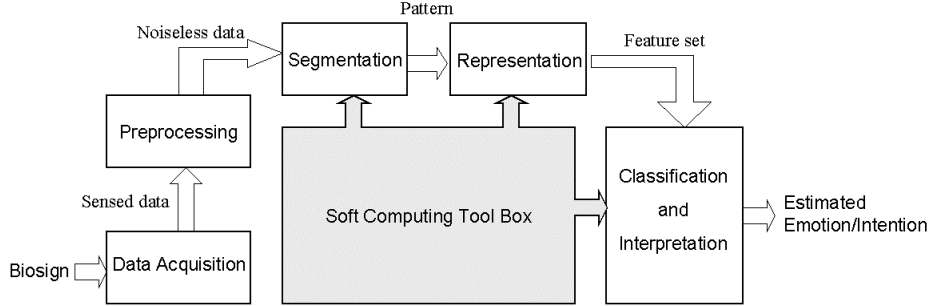 Pattern
Noiseless data
Feature set
Segmentation
Representation
Preprocessing
Classification
and
Interpretation
Sensed data
Soft Computing Tool Box
Estimated
Emotion/Intention
Biosign
Data Acquisition